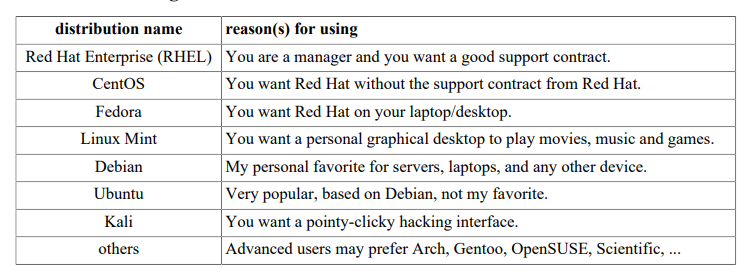 distribution name reason(s) for using
Red Hat Enterprise (RHEL) You are a manager and you want a good support contract.
CentOS You want Red Hat without the support contract from Red Hat.
Fedora You want Red Hat on your laptop/desktop.
Linux Mint You want a personal graphical desktop to play movies, music and games.
Debian My personal favorite for servers, laptops, and any other device.
Ubuntu Very popular, based on Debian, not my favorite.
Kali You want a pointy-clicky hacking interface.
others Advanced users may prefer Arch, Gentoo, OpenSUSE, Scientific, ...